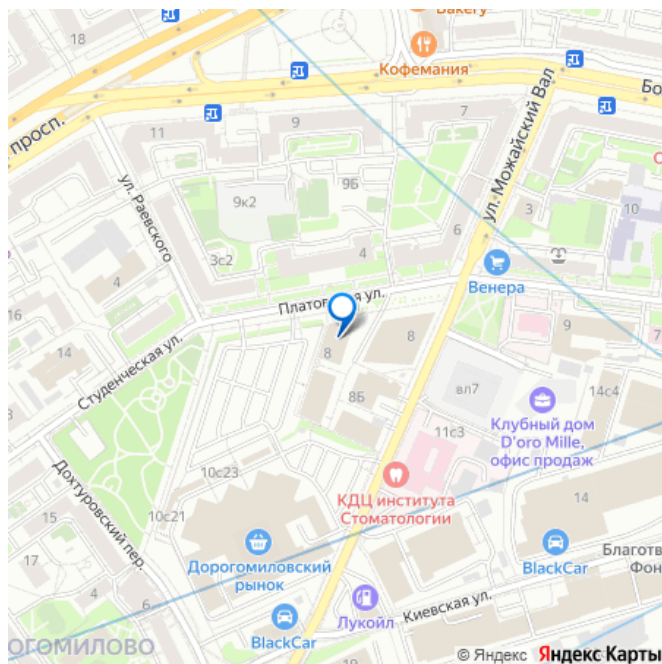 Bakery
18
Кофемания
Бо
просп.
11
9
7
ул. Можайский Вал
ул. Раевского
9к2
9Б
3
10
3с2
4
6
4
Венера
Платовская ул.
9
7
14
Студенческая ул.
8
8
8Б
вл7
14с4
Клубный дом
D'oro Mille,
офис продаж
11с3
10с23
КДЦ института
Стоматологии
14
15
10с21
Дохтуровский пер.
17
Дорогомиловский
рынок
BlackCar
Благотв
Фон
4
6
Лукойл
Киевская ул.
BlackCar
ОГОМИЛОВО
© Яндекс Яндекс Карты